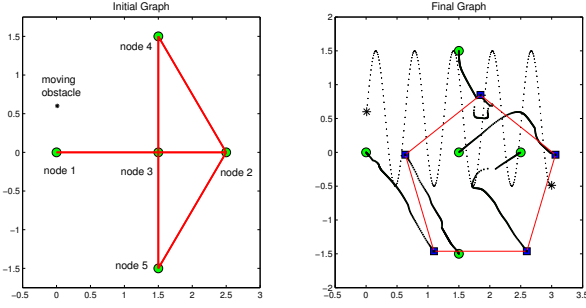 Initial Graph
1.5
1
0.5
0
−0.5
−1
−1.5
−0.5 0 0.5 1 1.5 2 2.5 3
node 4
moving
obstacle
node 1
node 3
node 2
node 5
Final Graph
2
1.5
1
0.5
0
−0.5
−1
−1.5
−2
−0.5 0 0.5 1 1.5 2 2.5 3 3.5